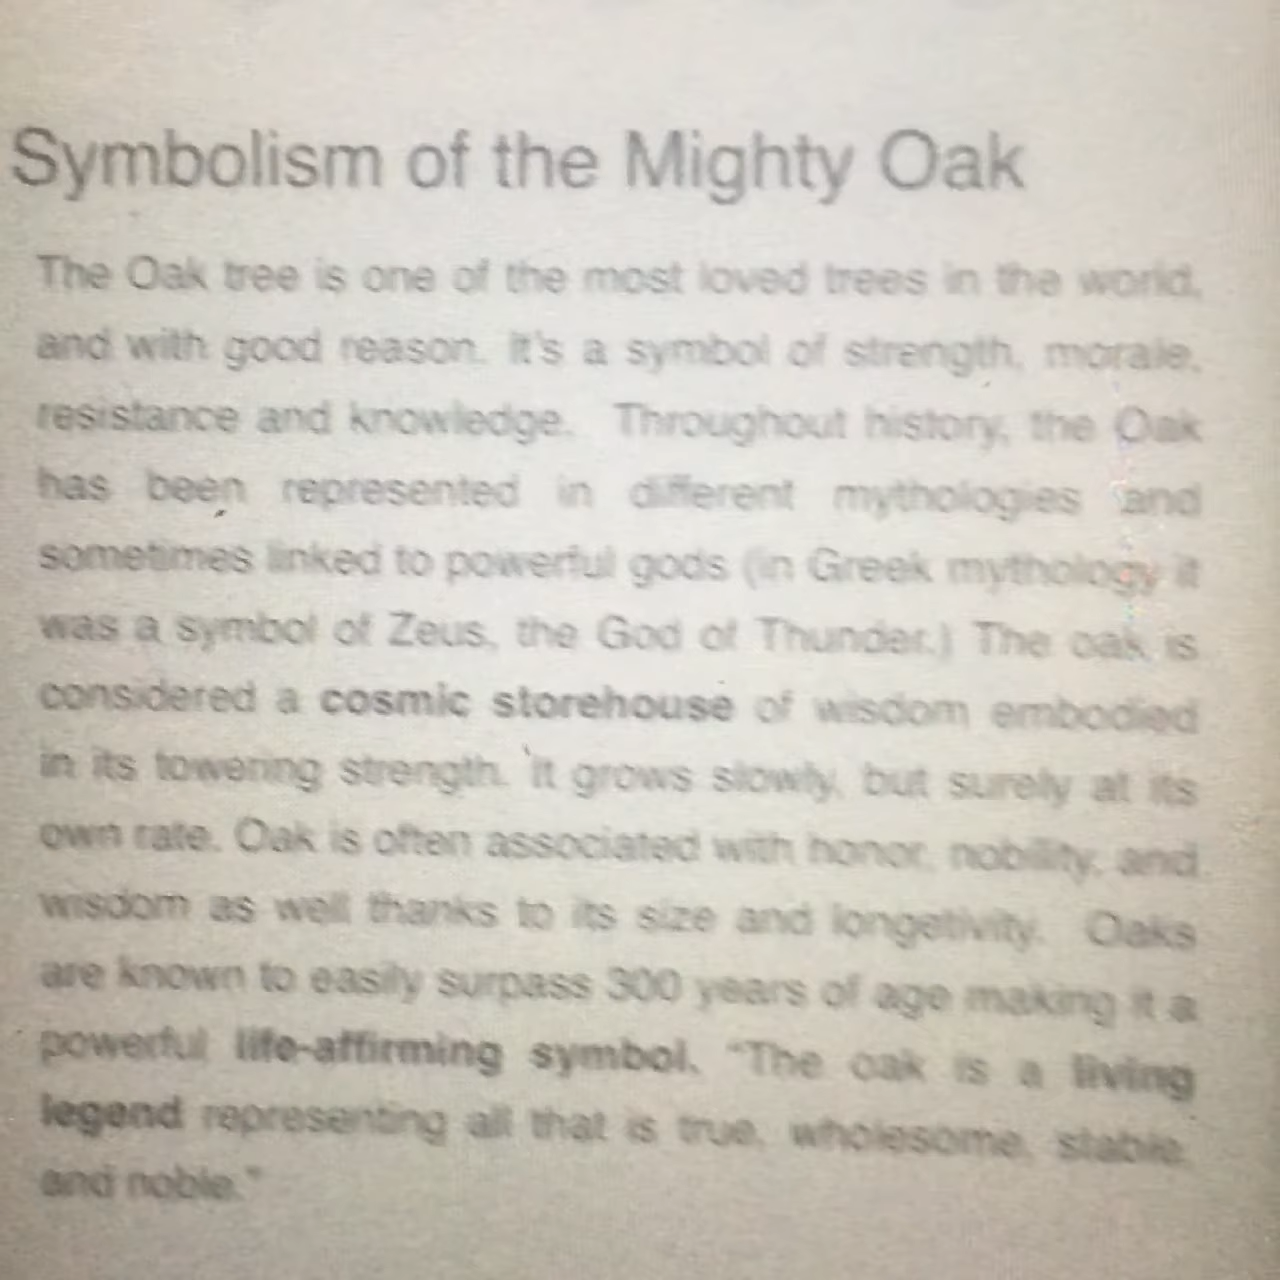 Symbolism of the Mighty Oak
The Oak tree is one of the most loved trees in the world,
and with good reason. It's a symbol of strength, morale,
resistance and knowledge. Throughout history, the Oak
has been represented in different mythologies and
sometimes linked to powerful gods (in Greek mythology it
was a symbol of Zeus, the God of Thunder.) The oak is
considered a cosmic storehouse of wisdom embodied
in its towering strength. It grows slowly, but surely at its
own rate. Oak is often associated with honor, nobility, and
wisdom as well thanks to its size and longetivity. Oaks
are known to easily surpass 300 years of age making it a
powerful life-affirming symbol. "The oak is a living
legend representing all that is true, wholesome, stable,
and noble."